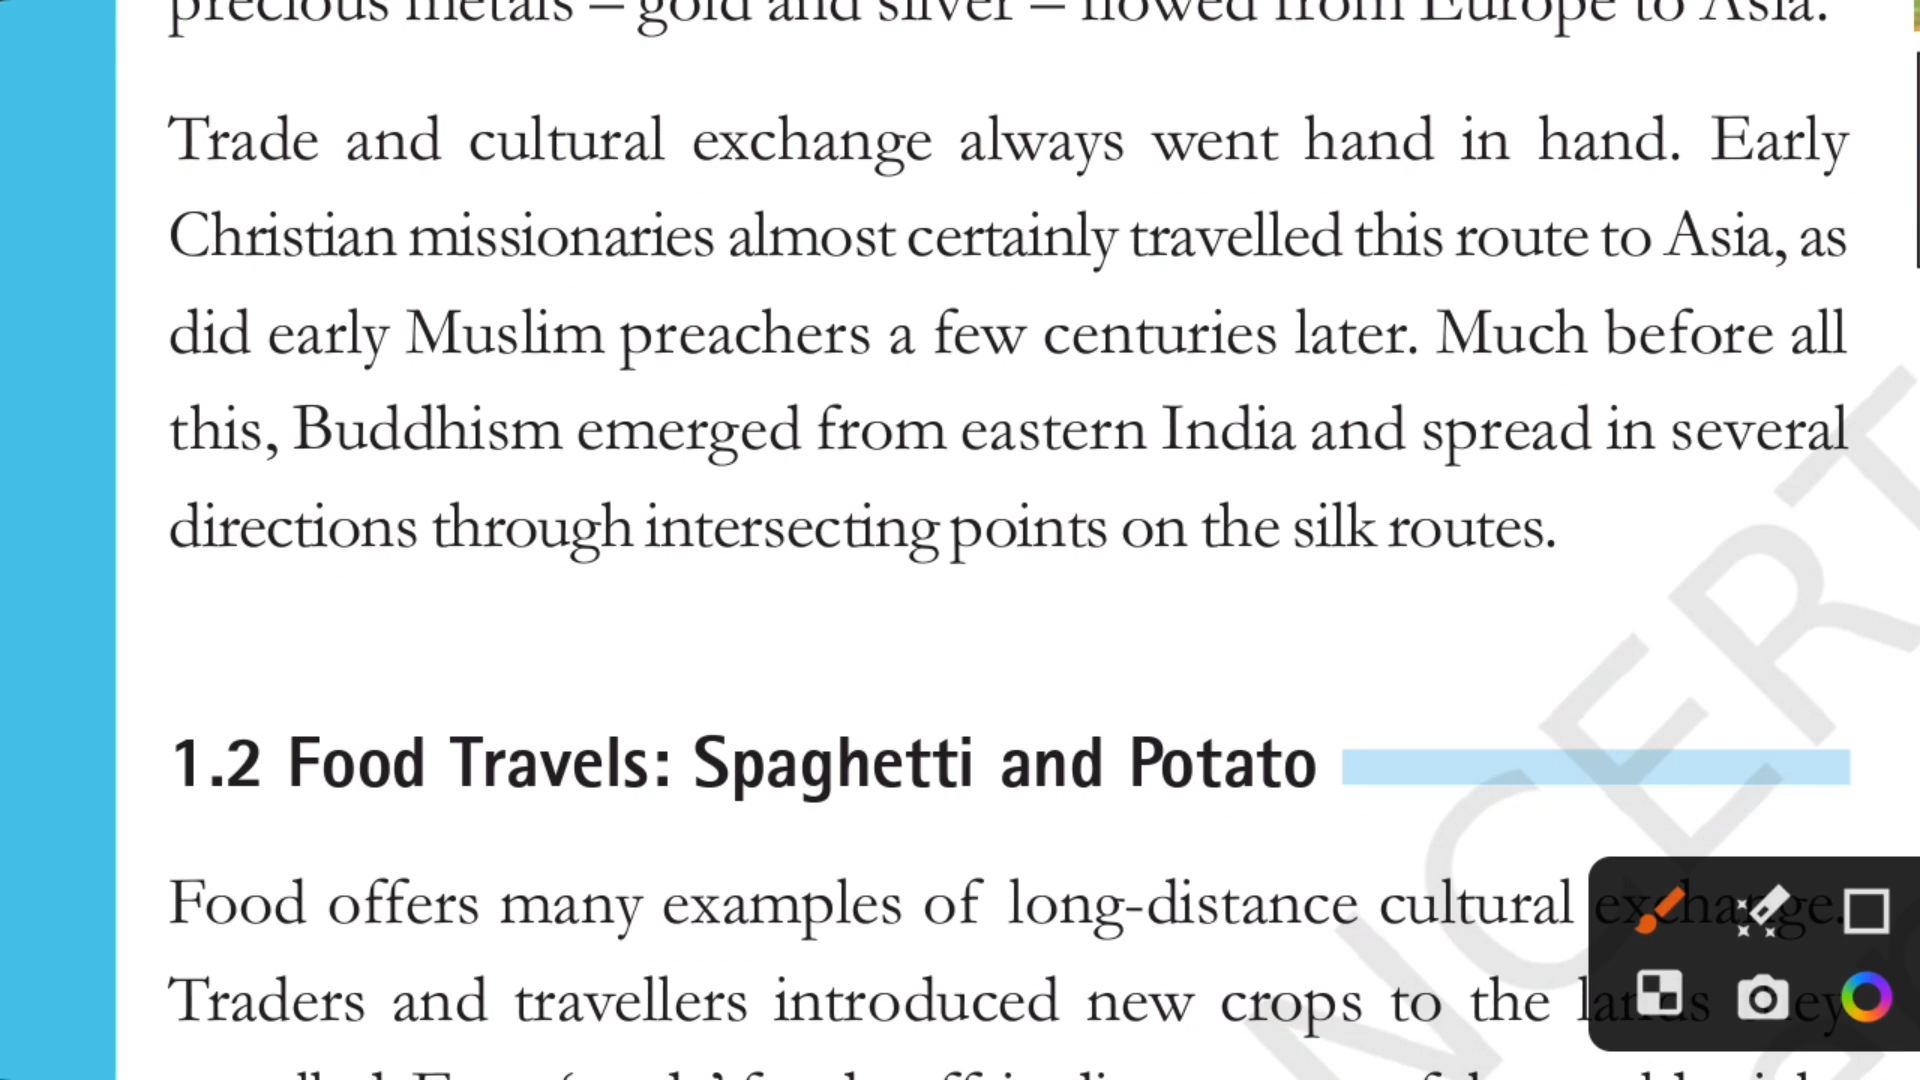 precious metals – gold and silver – flowed from Europe to Asia.
Trade and cultural exchange always went hand in hand. Early
Christian missionaries almost certainly travelled this route to Asia, as
did early Muslim preachers a few centuries later. Much before all
this, Buddhism emerged from eastern India and spread in several
directions through intersecting points on the silk routes.
1.2 Food Travels: Spaghetti and Potato
Food offers many examples of long-distance cultural exchange.
Traders and travellers introduced new crops to the lands they
NCERT